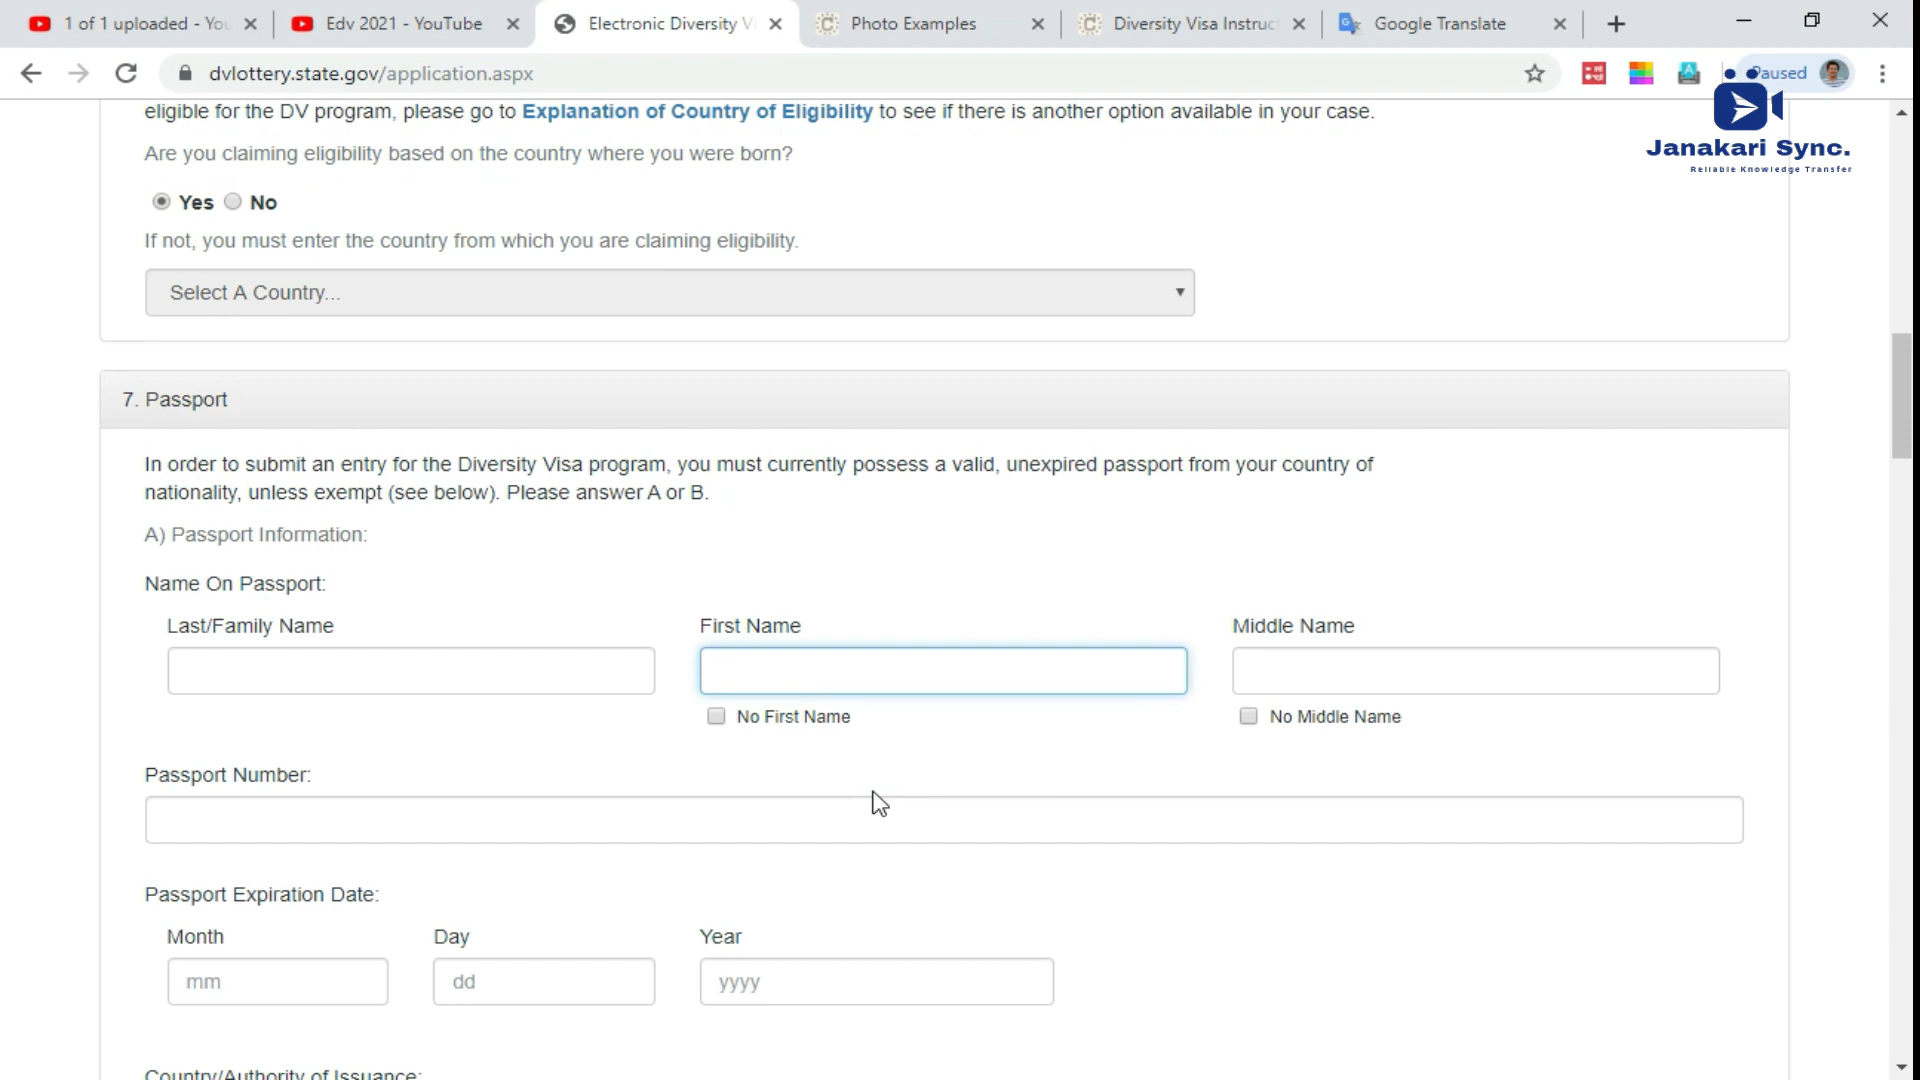 1 of 1 uploaded - You
Edv 2021 - YouTube
Electronic Diversity V
Photo Examples
Diversity Visa Instruct
Google Translate
dvlottery.state.gov/application.aspx
Paused
Janakari Sync.
Reliable Knowledge Transfer
eligible for the DV program, please go to Explanation of Country of Eligibility to see if there is another option available in your case.
Are you claiming eligibility based on the country where you were born?
Yes No
If not, you must enter the country from which you are claiming eligibility.
Select A Country...
7. Passport
In order to submit an entry for the Diversity Visa program, you must currently possess a valid, unexpired passport from your country of
nationality, unless exempt (see below). Please answer A or B.
A) Passport Information:
Name On Passport:
Last/Family Name First Name Middle Name
No First Name No Middle Name
Passport Number:
Passport Expiration Date:
Month Day Year
mm dd yyyy
Country/Authority of Issuance: